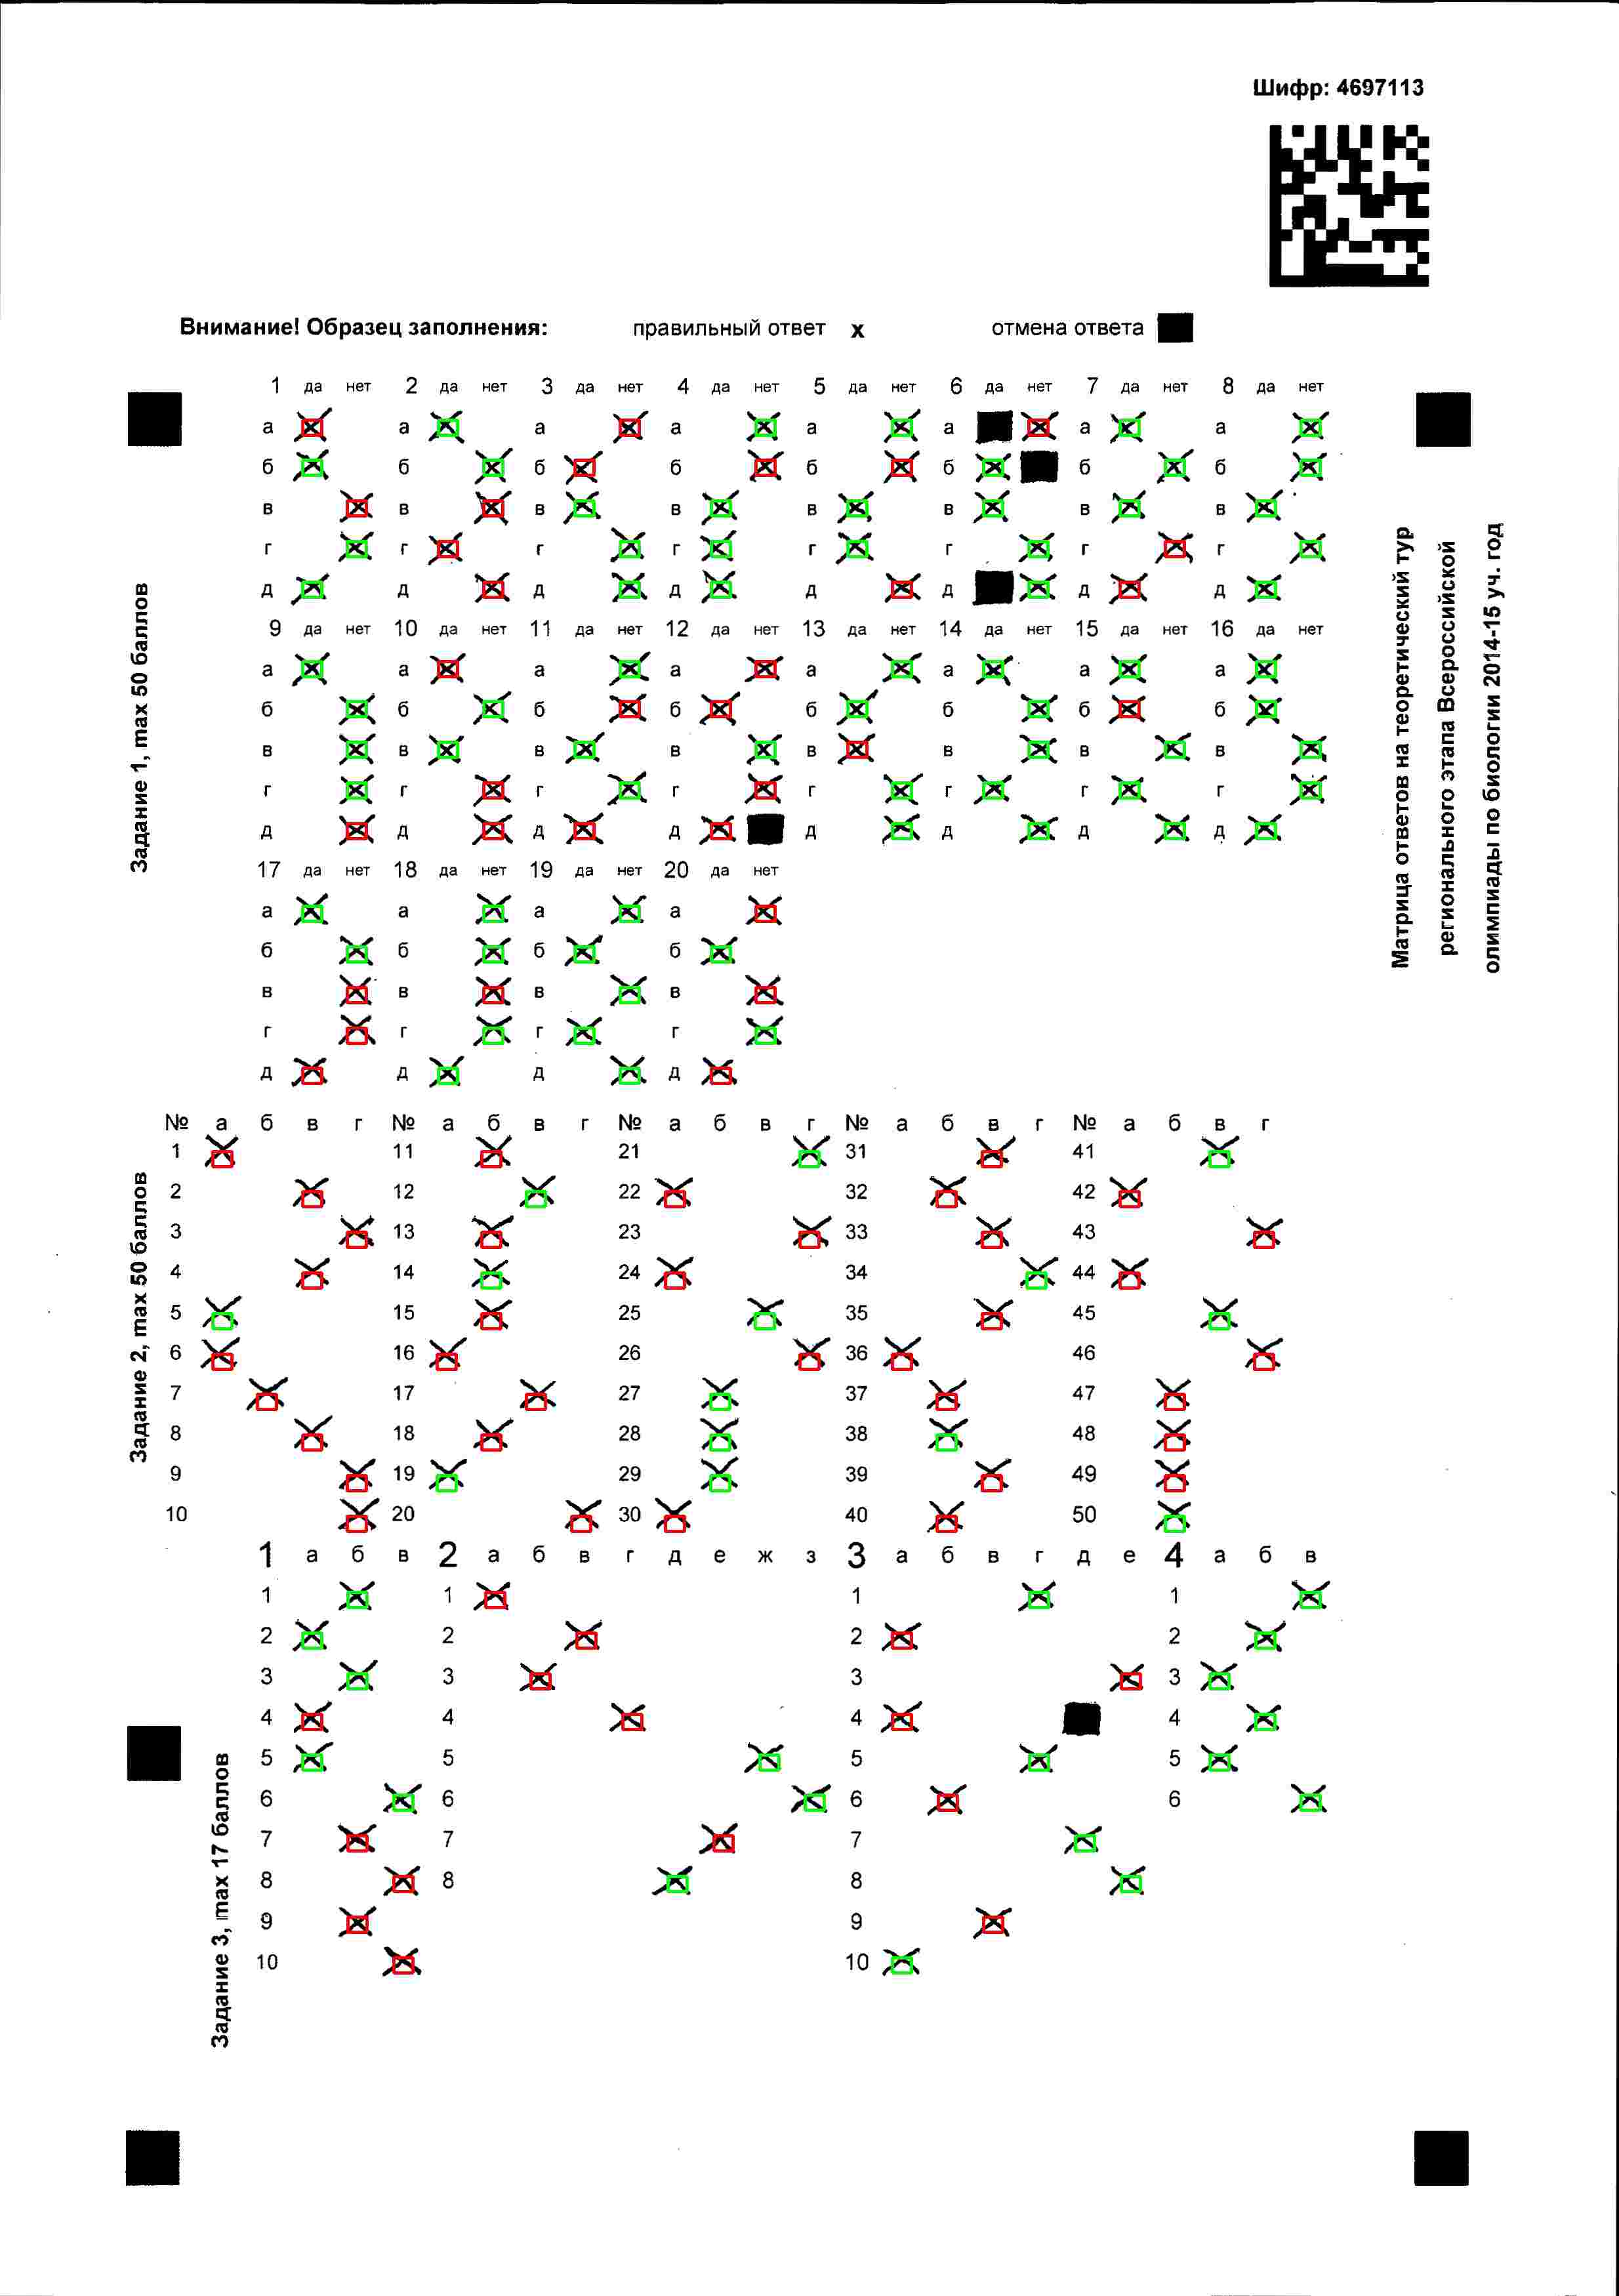 Шифр: 4697113
Внимание! Образец заполнения: правильный ответ х отмена ответа
1 да нет 2 да нет 3 да нет 4 да нет 5 да нет 6 да нет 7 да нет 8 да нет
а а а а а а а а
б б б б б б б б
в в в в в в в в
г г г г г г г г
д д д д д д д д
9 да нет 10 да нет 11 да нет 12 да нет 13 да нет 14 да нет 15 да нет 16 да нет
а а а а а а а а
б б б б б б б б
в в в в в в в в
г г г г г г г г
д д д д д д д д
17 да нет 18 да нет 19 да нет 20 да нет
а а а а
б б б б
в в в в
г г г г
д д д д
Задание 1, max 50 баллов
Матрица ответов на теоретический тур
регионального этапа Всероссийской
олимпиады по биологии 2014-15 уч. год
№ а б в г № а б в г № а б в г № а б в г № а б в г
1 11 21 31 41
2 12 22 32 42
3 13 23 33 43
4 14 24 34 44
5 15 25 35 45
6 16 26 36 46
7 17 27 37 47
8 18 28 38 48
9 19 29 39 49
10 20 30 40 50
Задание 2, max 50 баллов
1 а б в 2 а б в г д е ж з 3 а б в г д е 4 а б в
1 1 1 1
2 2 2 2
3 3 3 3
4 4 4 4
5 5 5 5
6 6 6 6
7 7 7
8 8 8
9 9
10 10
Задание 3, max 17 баллов